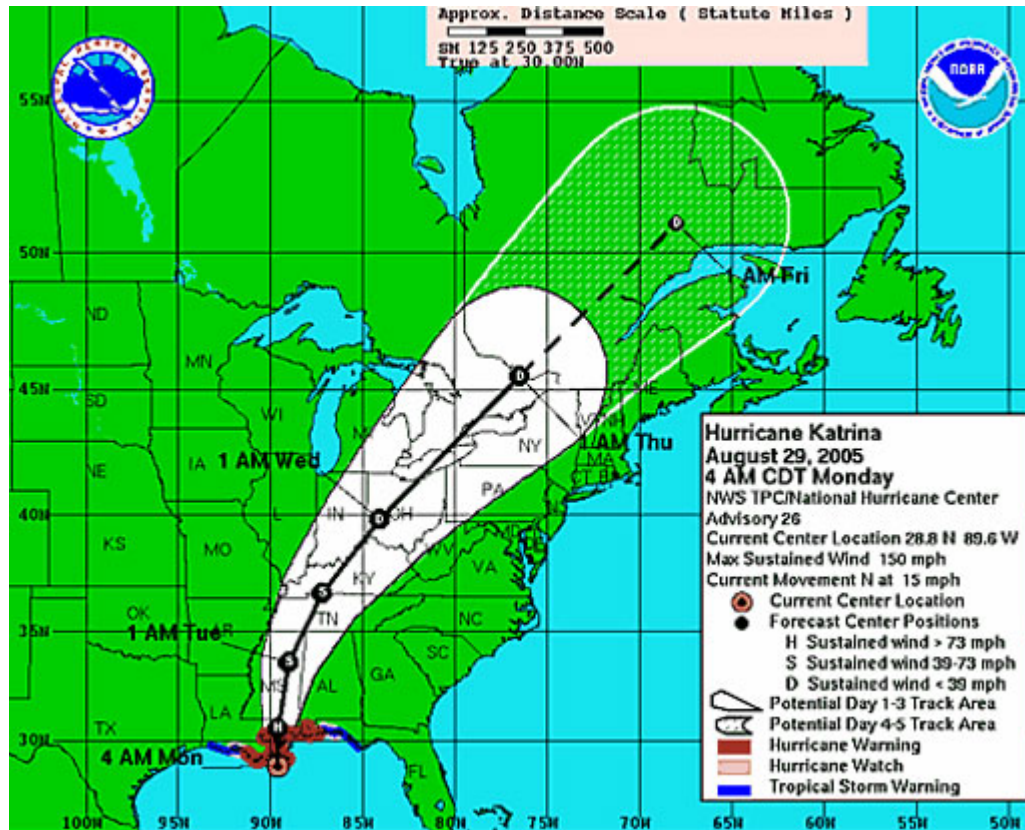 Approx. Distance Scale ( Statute Miles )
SM 125 250 375 500
True at 30.00N
NOAA
55N
50N
45N
40N
35N
30N
1 AM Fri
1 AM Thu
1 AM Wed
1 AM Tue
4 AM Mon
ND
MN
SD
WI
NE
IA
KS
MO
OK
AR
TX
LA
MS
AL
GA
FL
SC
NC
TN
KY
VA
WV
IN
OH
PA
NY
ME
MA
CT
D
D
D
S
S
H
Hurricane Katrina
August 29, 2005
4 AM CDT Monday
NWS TPC/National Hurricane Center
Advisory 26
Current Center Location 28.8 N 89.6 W
Max Sustained Wind 150 mph
Current Movement N at 15 mph
Current Center Location
Forecast Center Positions
H Sustained wind > 73 mph
S Sustained wind 39-73 mph
D Sustained wind < 39 mph
Potential Day 1-3 Track Area
Potential Day 4-5 Track Area
Hurricane Warning
Hurricane Watch
Tropical Storm Warning
100W 95W 90W 85W 80W 75W 70W 65W 60W 55W